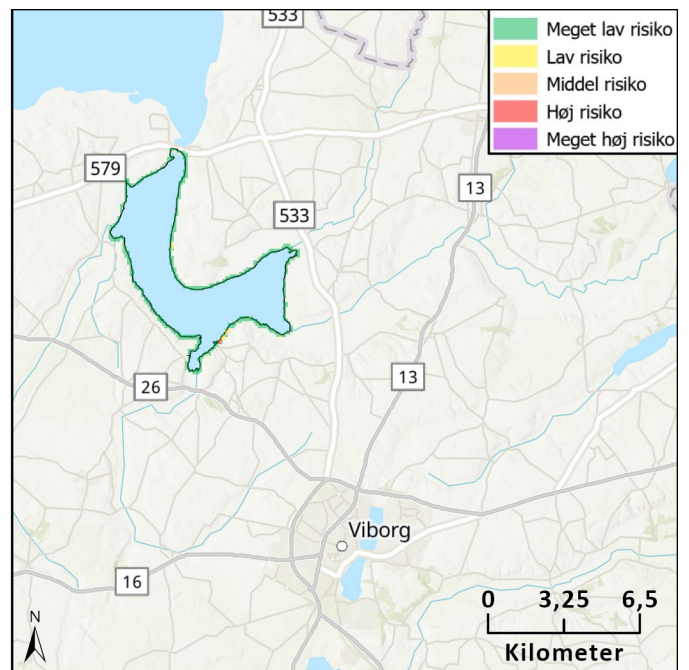 533
Meget lav risiko
Lav risiko
Middel risiko
Høj risiko
Meget høj risiko
579
13
533
26
13
Viborg
16
0 3,25 6,5
Kilometer
N